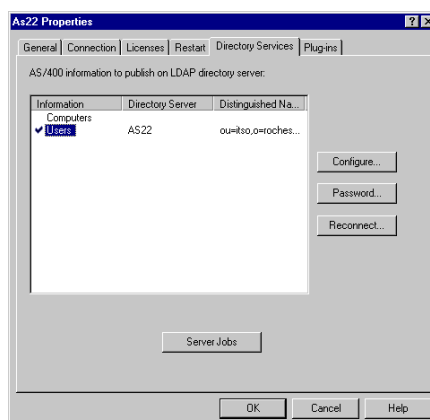 As22 Properties
General Connection Licenses Restart Directory Services Plug-ins
AS/400 information to publish on LDAP directory server:
Information Directory Server Distinguished Na...
Computers
Users AS22 ou=itso,o=roches...
Configure...
Password...
Reconnect...
Server Jobs
OK Cancel Help